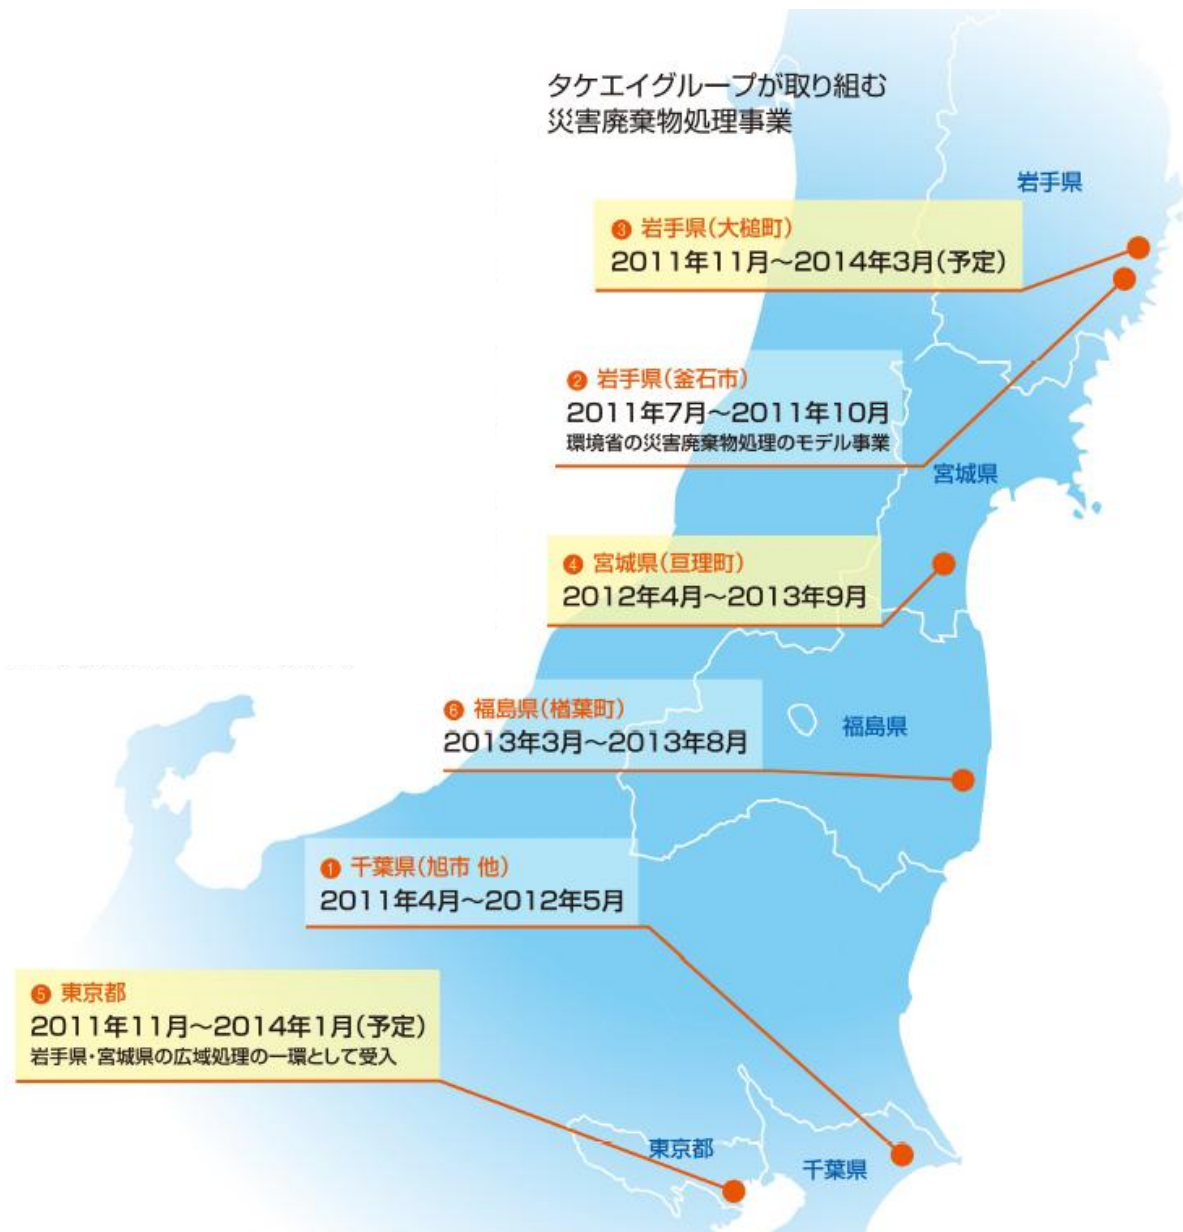 タケエイグループが取り組む
災害廃棄物処理事業
岩手県
❸ 岩手県(大槌町)
2011年11月～2014年3月(予定)
❷ 岩手県(釜石市)
2011年7月～2011年10月
環境省の災害廃棄物処理のモデル事業
宮城県
❹ 宮城県(亘理町)
2012年4月～2013年9月
❻ 福島県(楢葉町)
2013年3月～2013年8月
福島県
❶ 千葉県(旭市 他)
2011年4月～2012年5月
❺ 東京都
2011年11月～2014年1月(予定)
岩手県・宮城県の広域処理の一環として受入
東京都
千葉県